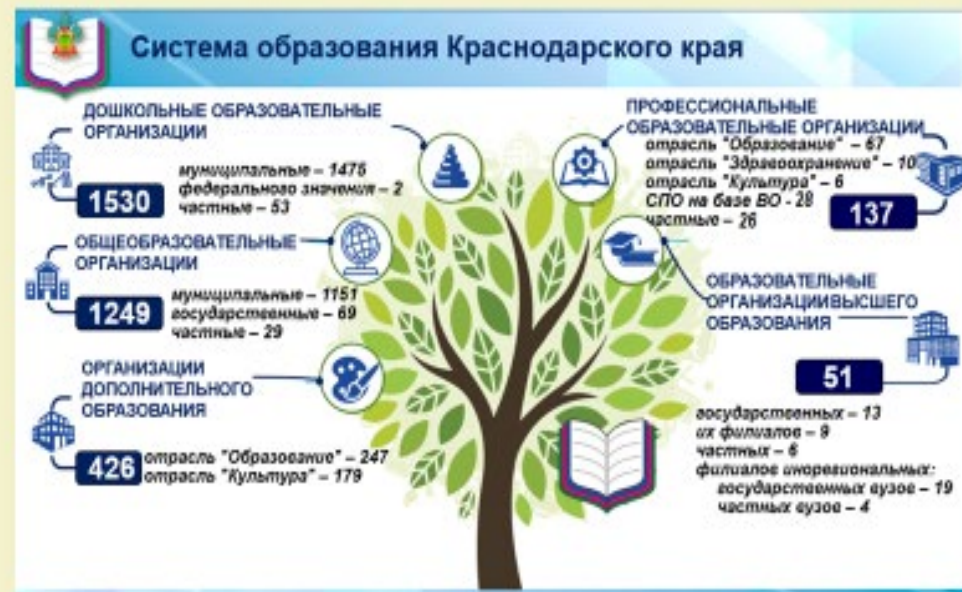 Система образования Краснодарского края
ДОШКОЛЬНЫЕ ОБРАЗОВАТЕЛЬНЫЕ
ОРГАНИЗАЦИИ
муниципальные – 1475
федерального значения – 2
частные – 53
1530
ОБЩЕОБРАЗОВАТЕЛЬНЫЕ
ОРГАНИЗАЦИИ
муниципальные – 1151
государственные – 69
частные – 29
1249
ОРГАНИЗАЦИИ
ДОПОЛНИТЕЛЬНОГО
ОБРАЗОВАНИЯ
отрасль "Образование" – 247
отрасль "Культура" – 179
426
ПРОФЕССИОНАЛЬНЫЕ
ОБРАЗОВАТЕЛЬНЫЕ ОРГАНИЗАЦИИ
отрасль "Образование" – 67
отрасль "Здравоохранение" – 10
отрасль "Культура" – 6
СПО на базе ВО - 28
частные – 26
137
ОБРАЗОВАТЕЛЬНЫЕ
ОРГАНИЗАЦИИ ВЫСШЕГО
ОБРАЗОВАНИЯ
51
государственных – 13
их филиалов – 9
частных – 6
филиалов инорегиональных:
государственных вузов – 19
частных вузов – 4